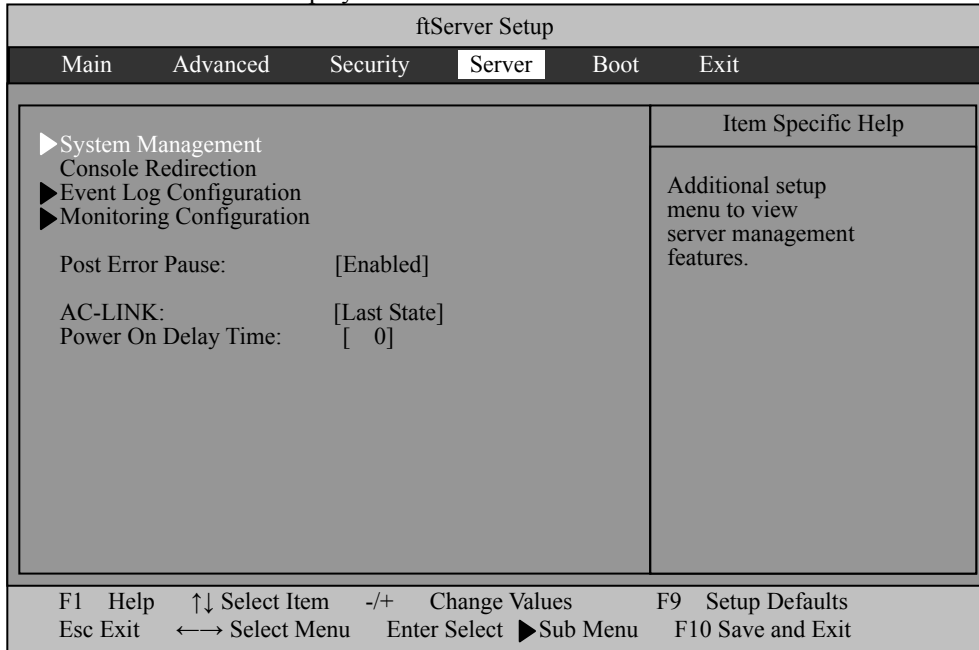 ftServer Setup
Main Advanced Security Server Boot Exit
System Management
Console Redirection
Event Log Configuration
Monitoring Configuration
Post Error Pause: [Enabled]
AC-LINK: [Last State]
Power On Delay Time: [ 0]
Item Specific Help
Additional setup
menu to view
server management
features.
F1 Help ↑↓ Select Item -/+ Change Values F9 Setup Defaults
Esc Exit ←→ Select Menu Enter Select ▶Sub Menu F10 Save and Exit